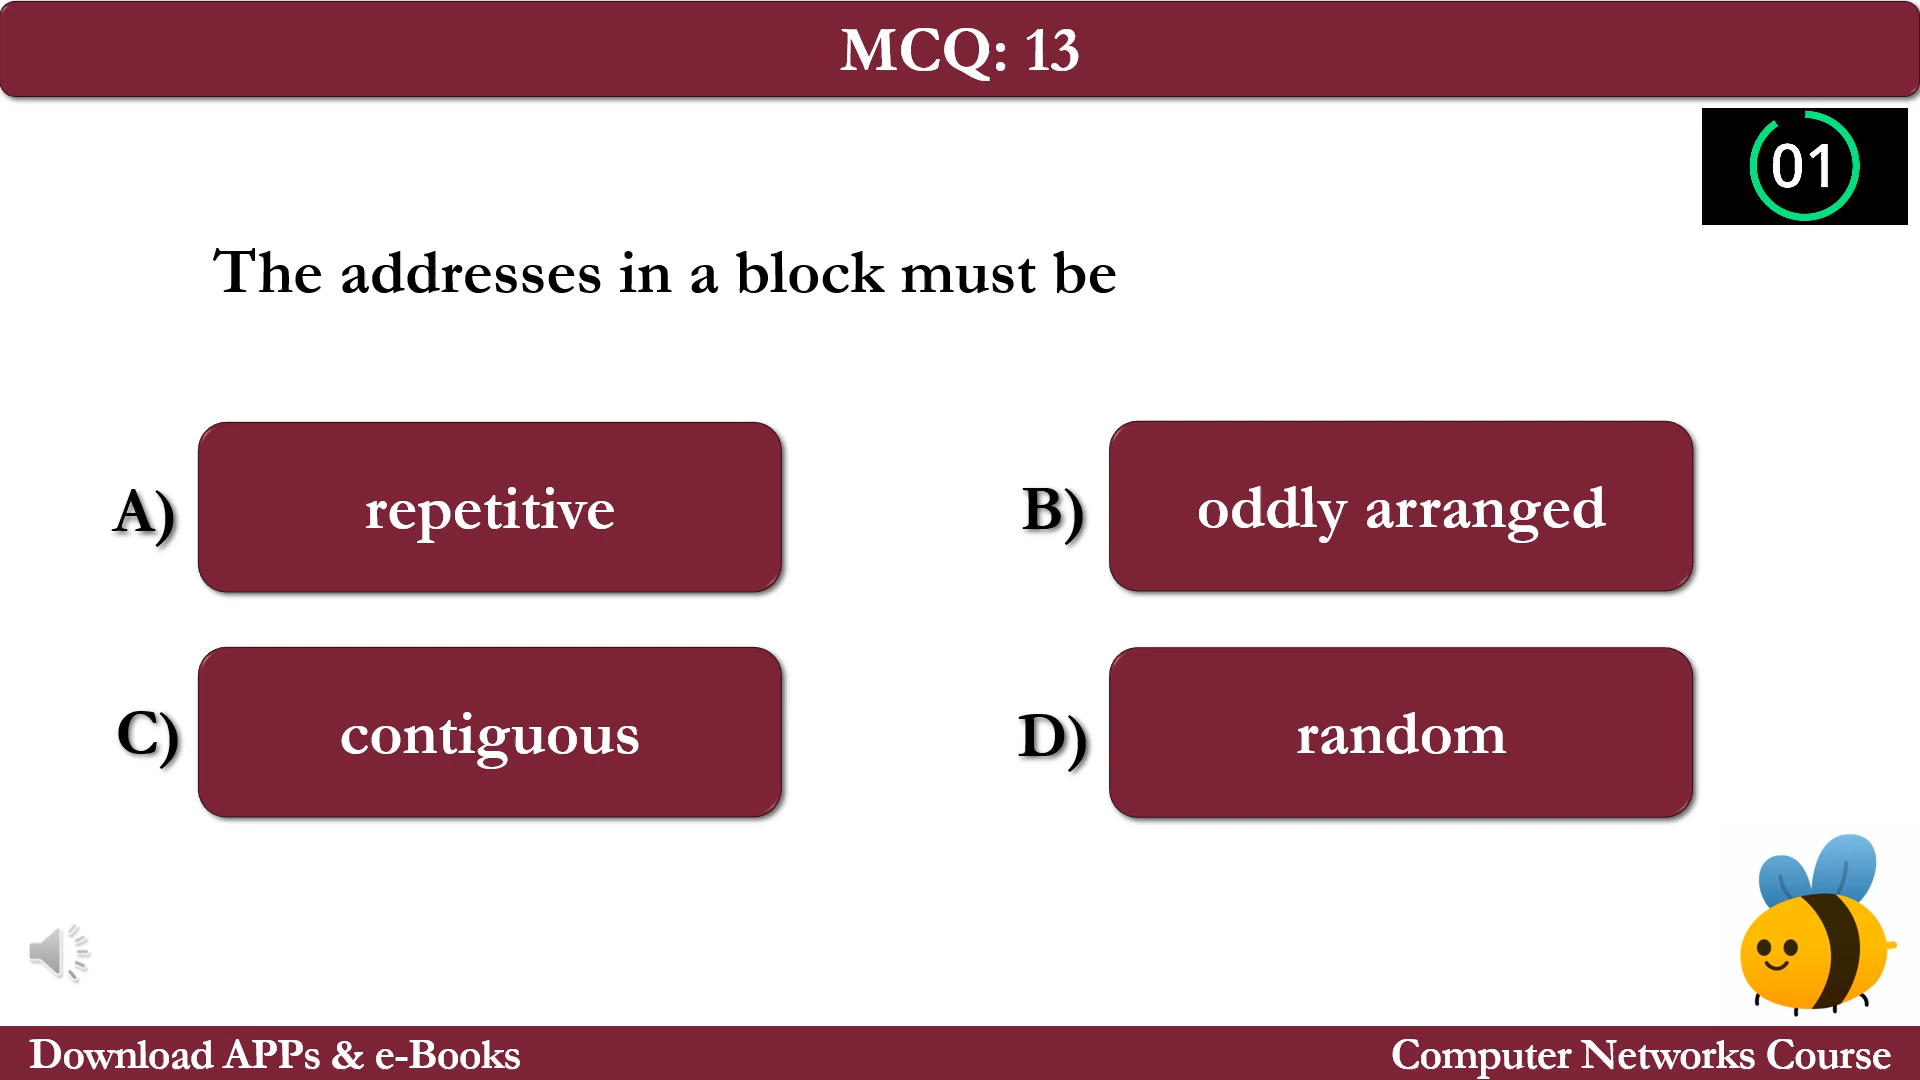 MCQ: 13
01
The addresses in a block must be
A) repetitive
B) oddly arranged
C) contiguous
D) random
Download APPs & e-Books
Computer Networks Course